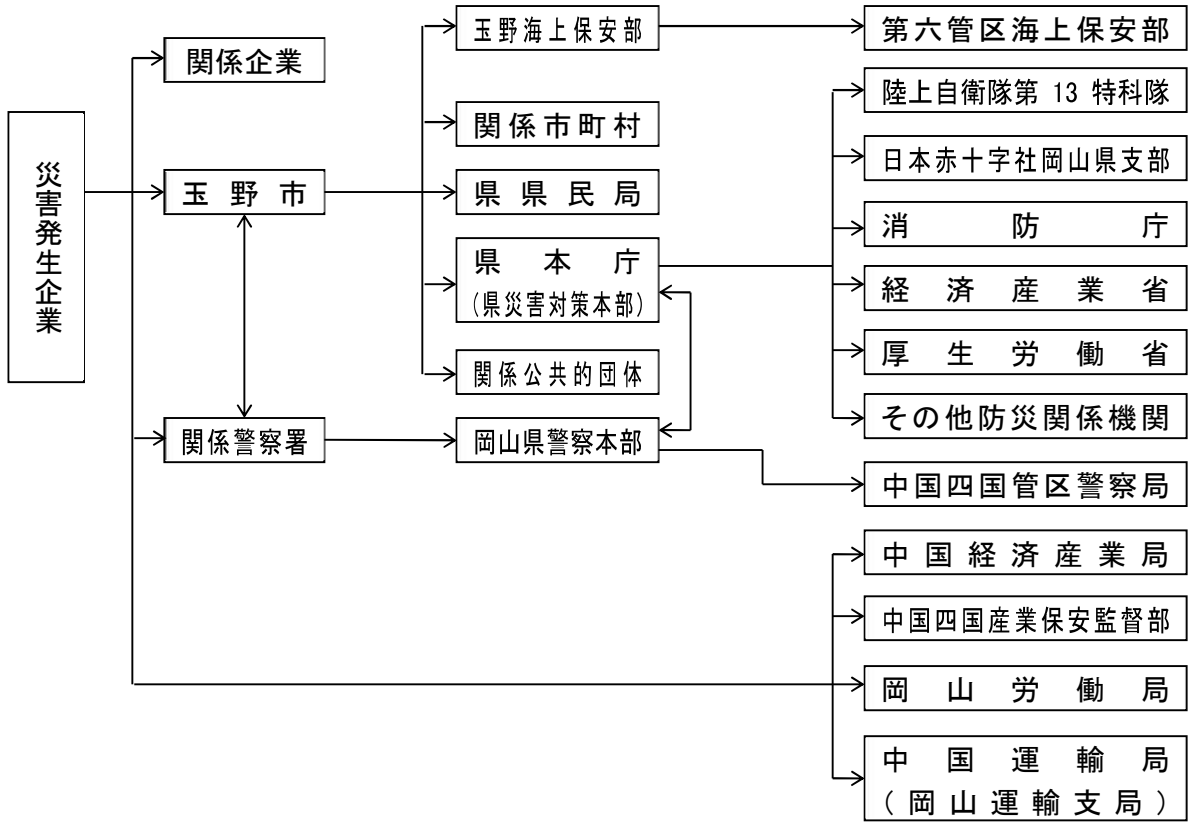 災害発生企業
関係企業
玉野市
関係警察署
玉野海上保安部
関係市町村
県県民局
県本庁
(県災害対策本部)
関係公共的団体
岡山県警察本部
第六管区海上保安部
陸上自衛隊第 13 特科隊
日本赤十字社岡山県支部
消防庁
経済産業省
厚生労働省
その他防災関係機関
中国四国管区警察局
中国経済産業局
中国四国産業保安監督部
岡山労働局
中国運輸局
(岡山運輸支局)